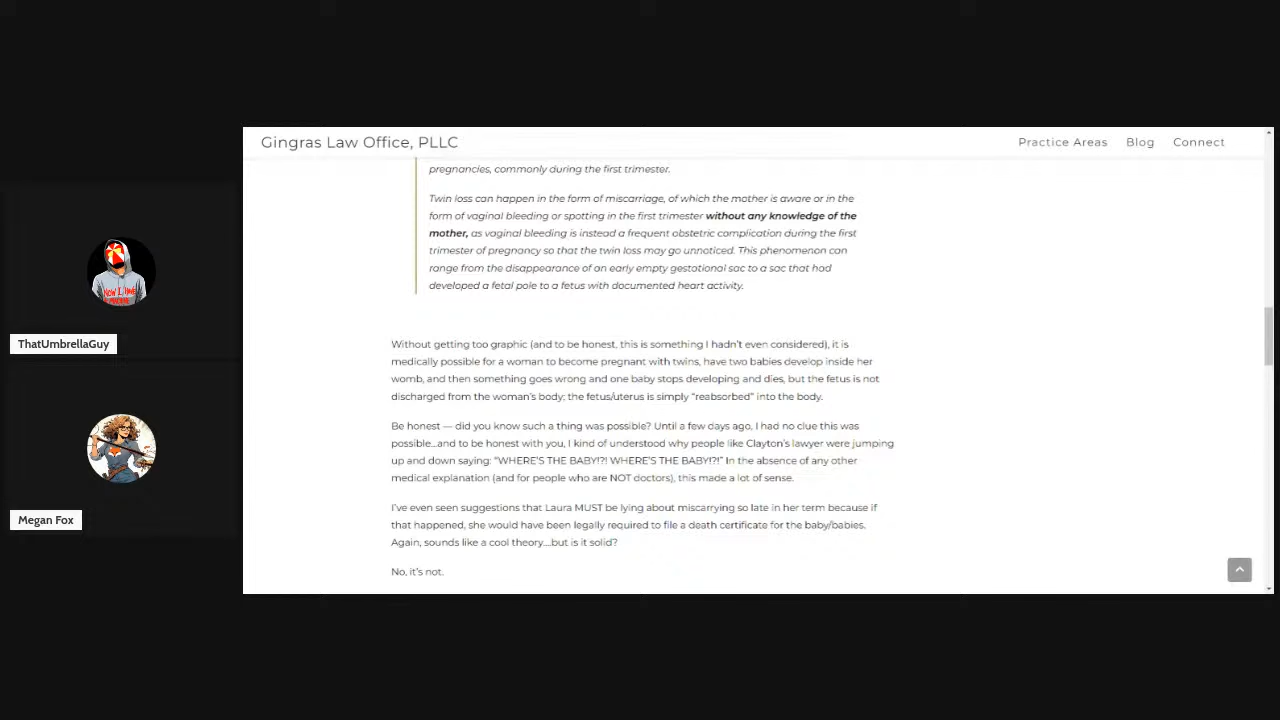 Gingras Law Office, PLLC
Practice Areas Blog Connect
pregnancies, commonly during the first trimester.
Twin loss can happen in the form of miscarriage, of which the mother is aware or in the
form of vaginal bleeding or spotting in the first trimester without any knowledge of the
mother, as vaginal bleeding is instead a frequent obstetric complication during the first
trimester of pregnancy so that the twin loss may go unnoticed. This phenomenon can
range from the disappearance of an early empty gestational sac to a sac that had
developed a fetal pole to a fetus with documented heart activity.
Without getting too graphic (and to be honest, this is something I hadn't even considered), it is
medically possible for a woman to become pregnant with twins, have two babies develop inside her
womb, and then something goes wrong and one baby stops developing and dies, but the fetus is not
discharged from the woman's body; the fetus/uterus is simply "reabsorbed" into the body.
Be honest — did you know such a thing was possible? Until a few days ago, I had no clue this was
possible...and to be honest with you, I kind of understood why people like Clayton's lawyer were jumping
up and down saying: "WHERE'S THE BABY!?! WHERE'S THE BABY!?!" In the absence of any other
medical explanation (and for people who are NOT doctors), this made a lot of sense.
I've even seen suggestions that Laura MUST be lying about miscarrying so late in her term because if
that happened, she would have been legally required to file a death certificate for the baby/babies.
Again, sounds like a cool theory....but is it solid?
No, it's not.
NOW I HAVE
ThatUmbrellaGuy
Megan Fox